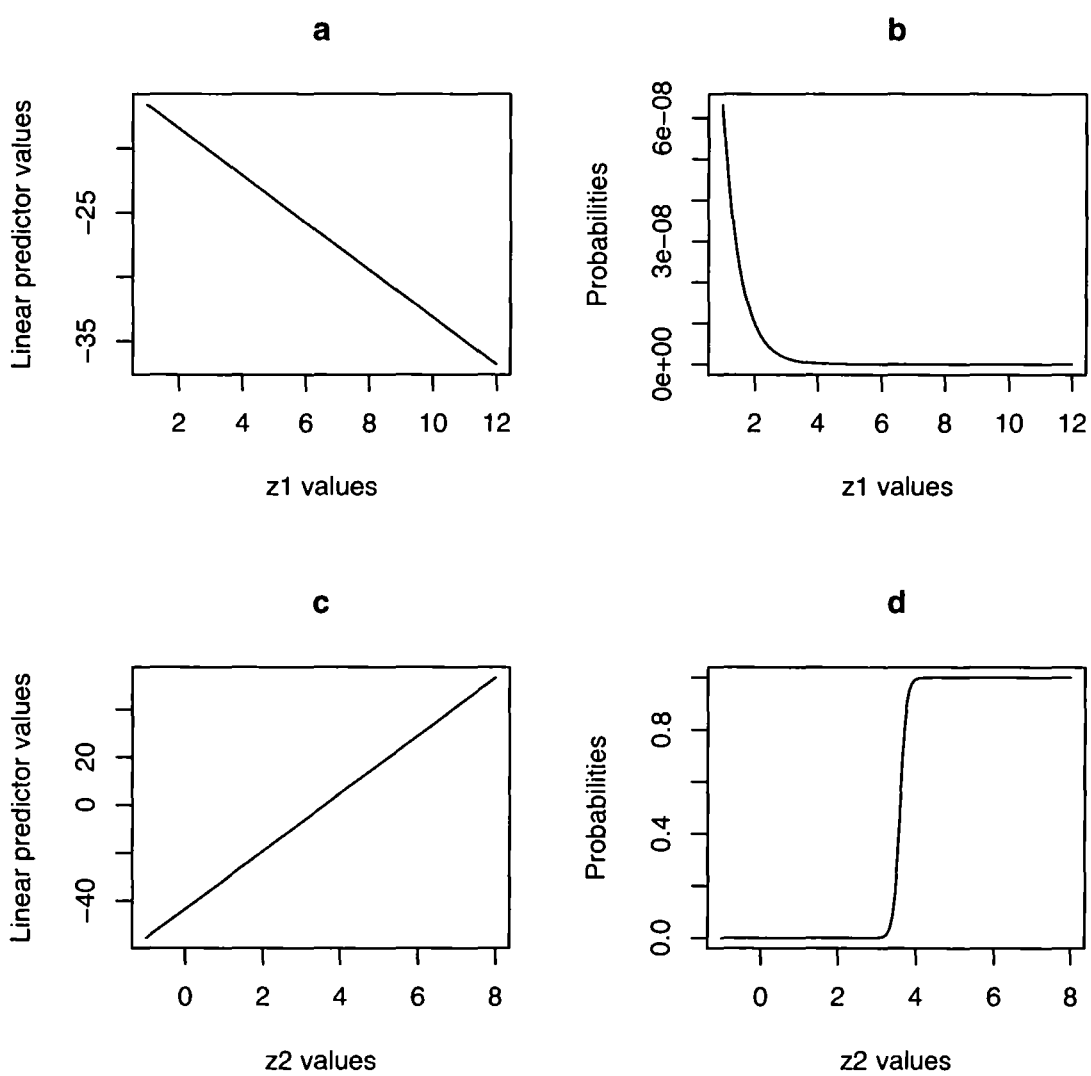 a
b
Linear predictor values
-25
-35
2 4 6 8 10 12
z1 values
Probabilities
6e-08
3e-08
0e+00
2 4 6 8 10 12
z1 values
c
d
Linear predictor values
20
0
-40
0 2 4 6 8
z2 values
Probabilities
0.8
0.4
0.0
0 2 4 6 8
z2 values